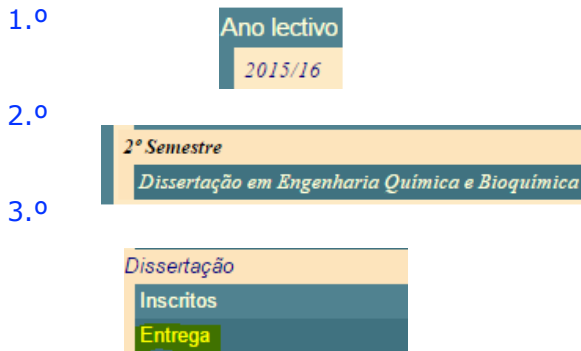 1.º
Ano lectivo
2015/16
2.º
2º Semestre
Dissertação em Engenharia Química e Bioquímica
3.º
Dissertação
Inscritos
Entrega